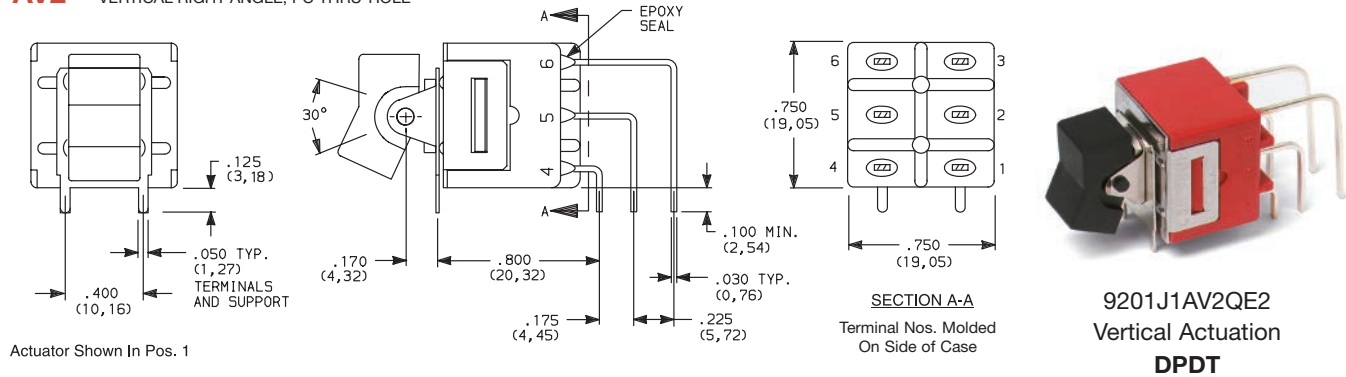 AV2 VERTICAL RIGHT ANGLE, PC THRU-HOLE
.125
(3,18)
.050 TYP.
(1,27)
TERMINALS
AND SUPPORT
.400
(10,16)
Actuator Shown In Pos. 1
30°
A
EPOXY
SEAL
6
5
4
A
.100 MIN.
(2,54)
.170
(4,32)
.800
(20,32)
.030 TYP.
(0,76)
.175
(4,45)
.225
(5,72)
6
3
.750
(19,05)
5
2
4
1
.750
(19,05)
SECTION A-A
Terminal Nos. Molded
On Side of Case
9201J1AV2QE2
Vertical Actuation
DPDT